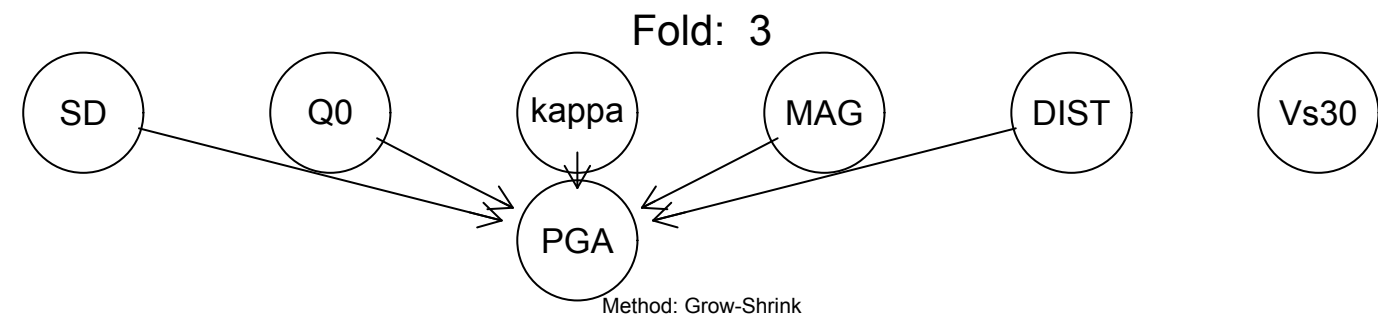 Fold: 3
SD Q0 kappa MAG DIST Vs30
PGA
Method: Grow-Shrink